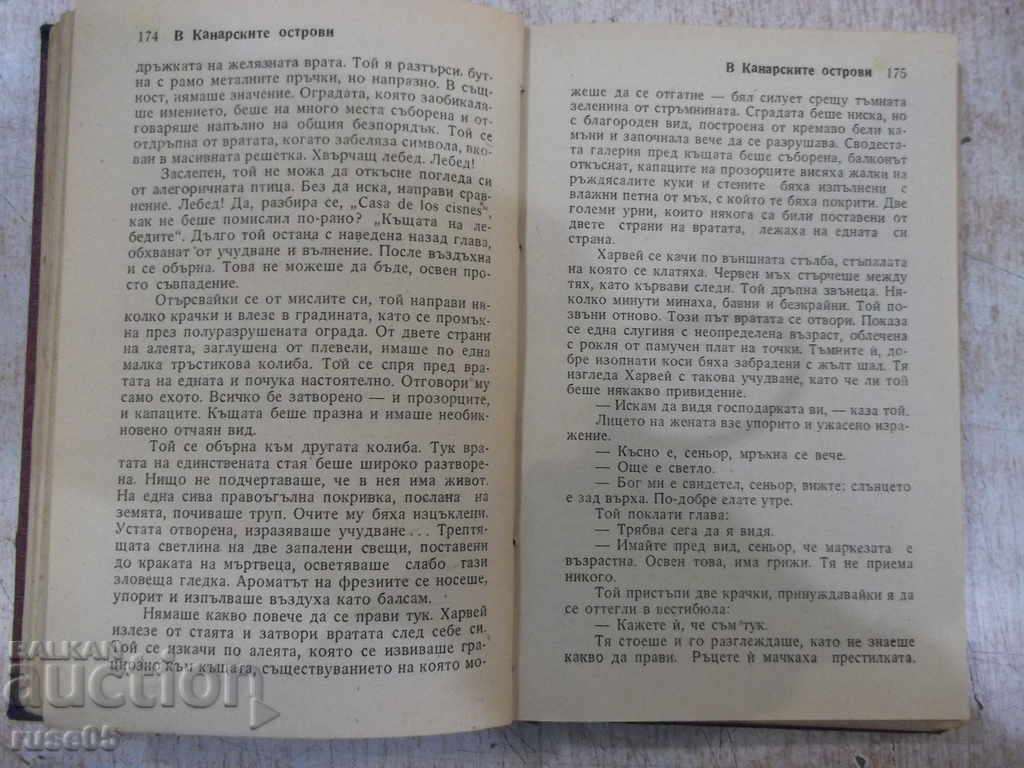 174 В Канарските острови
дръжката на желязната врата. Той я разтърси, бут-
на с рамо металните пръчки, но напразно. В същ-
ност, нямаше значение. Оградата, която заобикаля-
ше имението, беше на много места съборена и от-
говаряше напълно на общия безпорядък. Той се
отдръпна от вратата, когато забеляза символа, вко-
ван в масивната решетка. Хвърчащ лебед. Лебед!
Заслепен, той не можа да откъсне погледа си
от алегоричната птица. Без да иска, направи срав-
нение. Лебед! Да, разбира се, „Casa de los cisnes“,
как не беше помислил по-рано? „Къщата на ле-
бедите“. Дълго той остана с наведена назад глава,
обхванат от учудване и вълнение. После въздъхна
и се обърна. Това не можеше да бъде, освен про-
сто съвпадение.
Отърсвайки се от мислите си, той направи ня-
колко крачки и влезе в градината, като се промък-
на през полуразрушената ограда. От двете страни
на алеята, заглушена от плевели, имаше по една
малка тръстикова колиба. Той се спря пред вра-
тата на едната и почука настоятелно. Отговори му
само ехото. Всичко бе затворено — и прозорците,
и капаците. Къщата беше празна и имаше необик-
новено отчаян вид.
Той се обърна към другата колиба. Тук вра-
тата на единствената стая беше широко разтворе-
на. Нищо не подчертаваше, че в нея има живот.
На една сива правоъгълна покривка, послана на
земята, почиваше труп. Очите му бяха изцъклени.
Устата отворена, изразяваше учудване... Трептя-
щата светлина на две запалени свещи, поставени
до краката на мъртвеца, осветяваше слабо тази
зловеща гледка. Ароматът на фрезиите се носеше,
упорит и изпълваше въздуха като балсам.
Нямаше какво повече да се прави тук. Харвей
излезе от стаята и затвори вратата след себе си.
Той се изкачи по алеята, която се извиваше гра-
циозно към къщата, съществуванието на която мо-
В Канарските острови 175
жеше да се отгатне — бял силует срещу тъмната
зеленина от стръмнината. Сградата беше ниска, но
с благороден вид, построена от кремаво бели ка-
мъни и започнала вече да се разрушава. Сводеста-
та галерия пред къщата беше съборена, балконът
откъснат, капаците на прозорците висяха жалки на
ръждясалите куки и стените бяха изпълнени с
влажни петна от мъх, с който те бяха покрити. Две
големи урни, които някога са били поставени от
двете страни на вратата, лежаха на едната си
страна.
Харвей се качи по външната стълба, стъпалата
на която се клатяха. Червен мъх стърчеше между
тях, като кървави следи. Той дръпна звънеца. Ня-
колко минути минаха, бавни и безкрайни. Той по-
звъни отново. Този път вратата се отвори. Показа
се една слугиня с неопределена възраст, облечена
с рокля от памучен плат на точки. Тъмните ѝ, до-
бре изопнати коси бяха забрадени с жълт шал. Тя
изгледа Харвей с такова учудване, като че ли той
беше някакво привидение.
— Искам да видя господарката ви, — каза той.
Лицето на жената взе упорито и ужасено изра-
жение.
— Късно е, сеньор, мръкна се вече.
— Още е светло.
— Бог ми е свидетел, сеньор, вижте: слънцето
е зад върха. По-добре елате утре.
Той поклати глава:
— Трябва сега да я видя.
— Имайте пред вид, сеньор, че маркезата е
възрастна. Освен това, има грижи. Тя не приема
никого.
Той пристъпи две крачки, принуждавайки я да
се оттегли в вестибюла:
— Кажете ѝ, че съм тук.
Тя стоеше и го разглеждаше, като не знаеше
какво да прави. Ръцете ѝ мачкаха престилката.
БАЛКАН
auction
ruse05